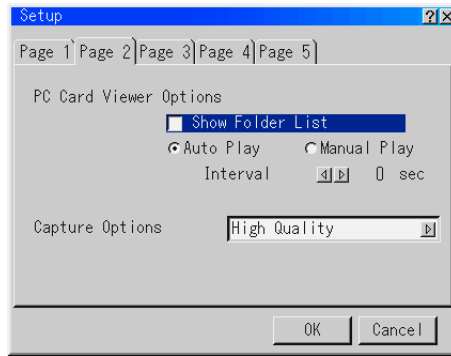 Setup
Page 1 Page 2 Page 3 Page 4 Page 5
PC Card Viewer Options
Show Folder List
Auto Play Manual Play
Interval 0 sec
Capture Options High Quality
OK Cancel